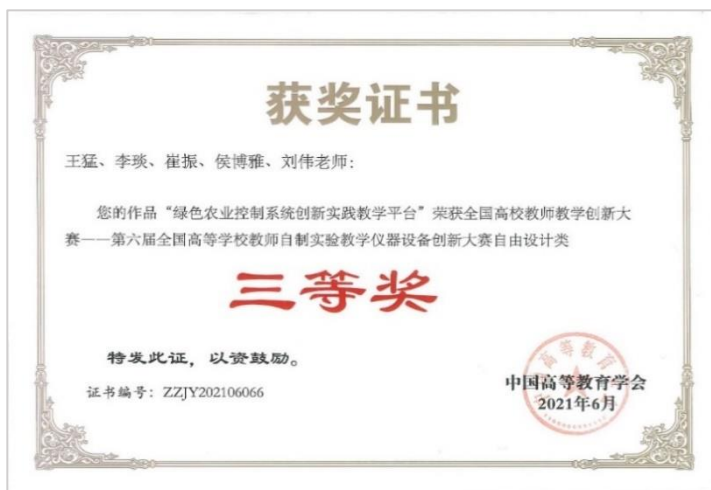 获奖证书
王猛、李琰、崔振、侯博雅、刘伟老师：
您的作品“绿色农业控制系统创新实践教学平台”荣获全国高校教师教学创新大
赛——第六届全国高等学校教师自制实验教学仪器设备创新大赛自由设计类
三等奖
特发此证，以资鼓励。
证书编号：ZZJY202106066
中国高等教育学会
2021年6月